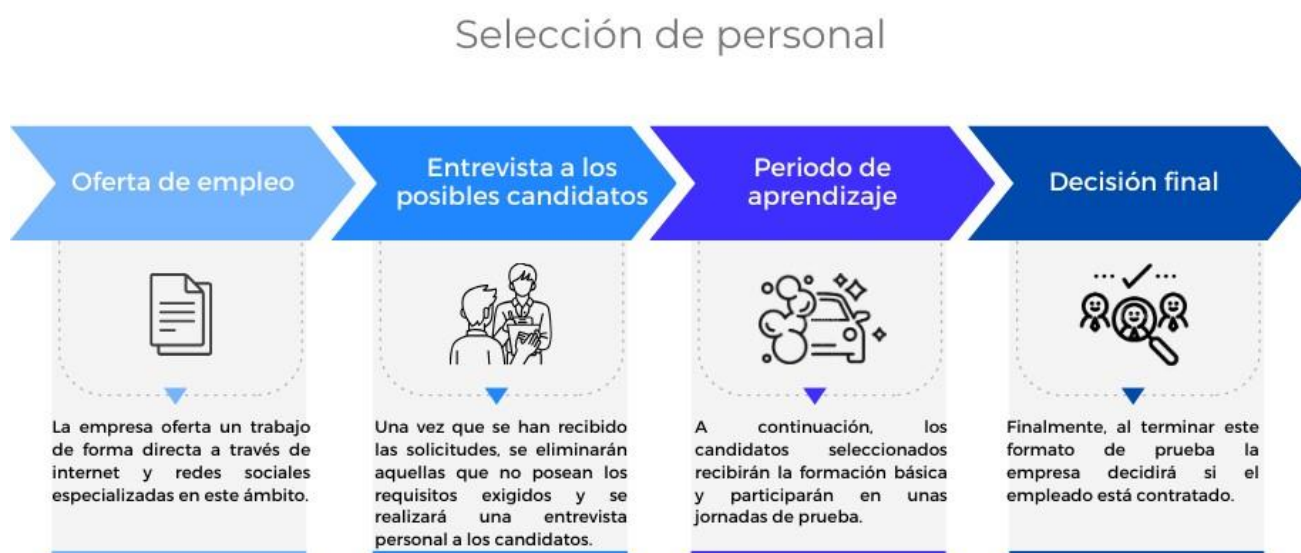 Selección de personal
Oferta de empleo
Entrevista a los
posibles candidatos
Periodo de
aprendizaje
Decisión final
La empresa oferta un trabajo
de forma directa a través de
internet y redes sociales
especializadas en este ámbito.
Una vez que se han recibido
las solicitudes, se eliminarán
aquellas que no posean los
requisitos exigidos y se
realizará una entrevista
personal a los candidatos.
A continuación, los
candidatos seleccionados
recibirán la formación básica
y participarán en unas
jornadas de prueba.
Finalmente, al terminar este
formato de prueba la
empresa decidirá si el
empleado está contratado.